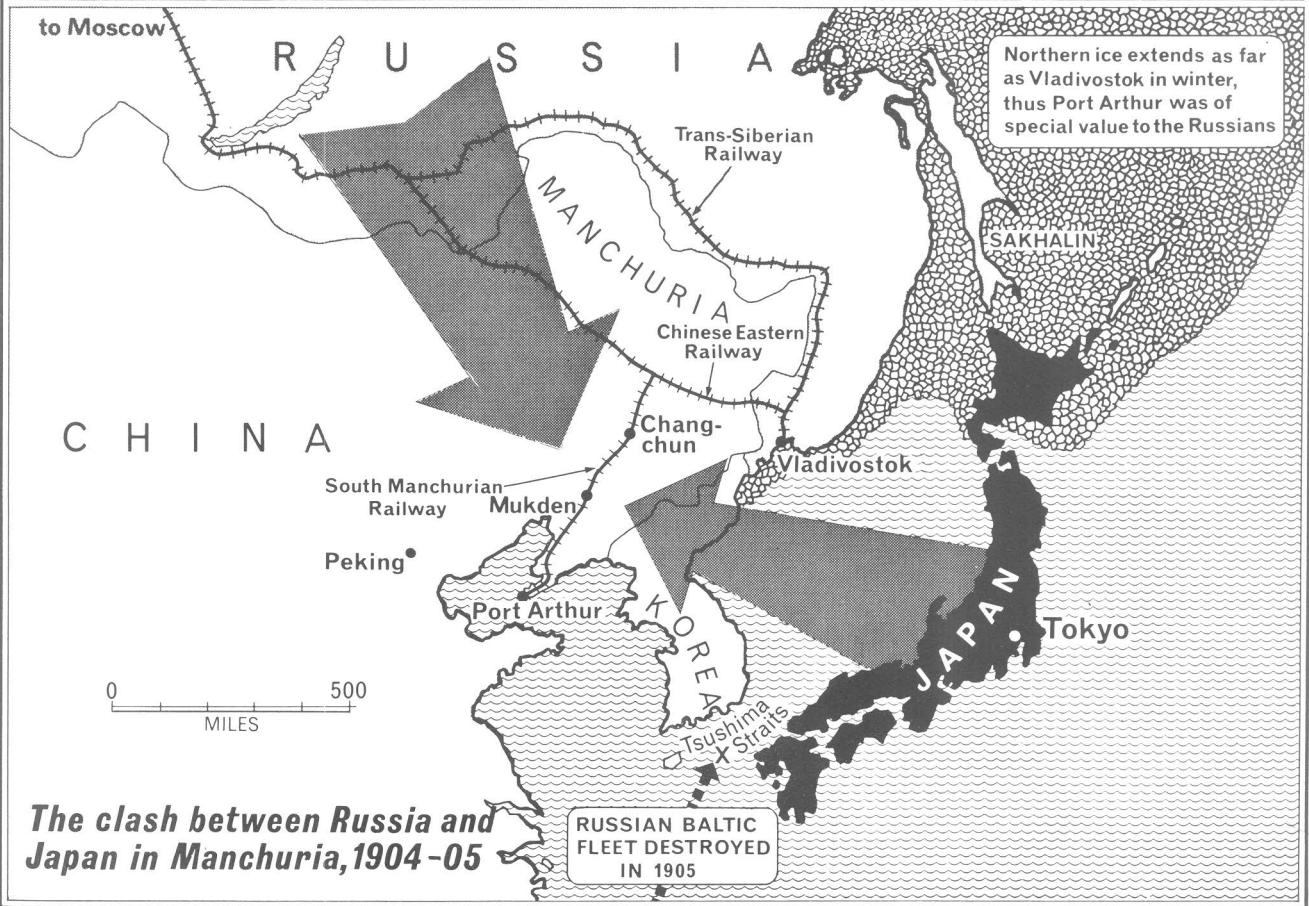 to Moscow
RUSSIA
Northern ice extends as far
as Vladivostok in winter,
thus Port Arthur was of
special value to the Russians
Trans-Siberian
Railway
MANCHURIA
SAKHALIN
Chinese Eastern
Railway
CHINA
Chang-
chun
Vladivostok
South Manchurian
Railway
Mukden
Peking
Port Arthur
KOREA
JAPAN
Tokyo
0 500
MILES
Tsushima
Straits
X
The clash between Russia and
Japan in Manchuria, 1904-05
RUSSIAN BALTIC
FLEET DESTROYED
IN 1905